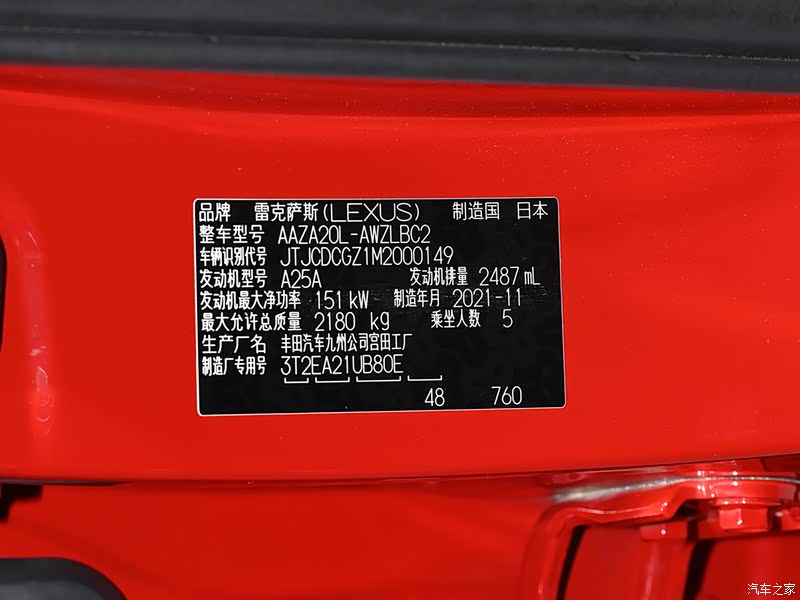 品牌 雷克萨斯(LEXUS) 制造国 日本
整车型号 AAZA20L-AWZLBC2
车辆识别代号 JTJCDCGZ1M2000149
发动机型号 A25A 发动机排量 2487 mL
发动机最大净功率 151 kW 制造年月 2021-11
最大允许总质量 2180 kg 乘坐人数 5
生产厂名 丰田汽车九州公司宫田工厂
制造厂专用号 3T2EA21UB80E
48 760
汽车之家